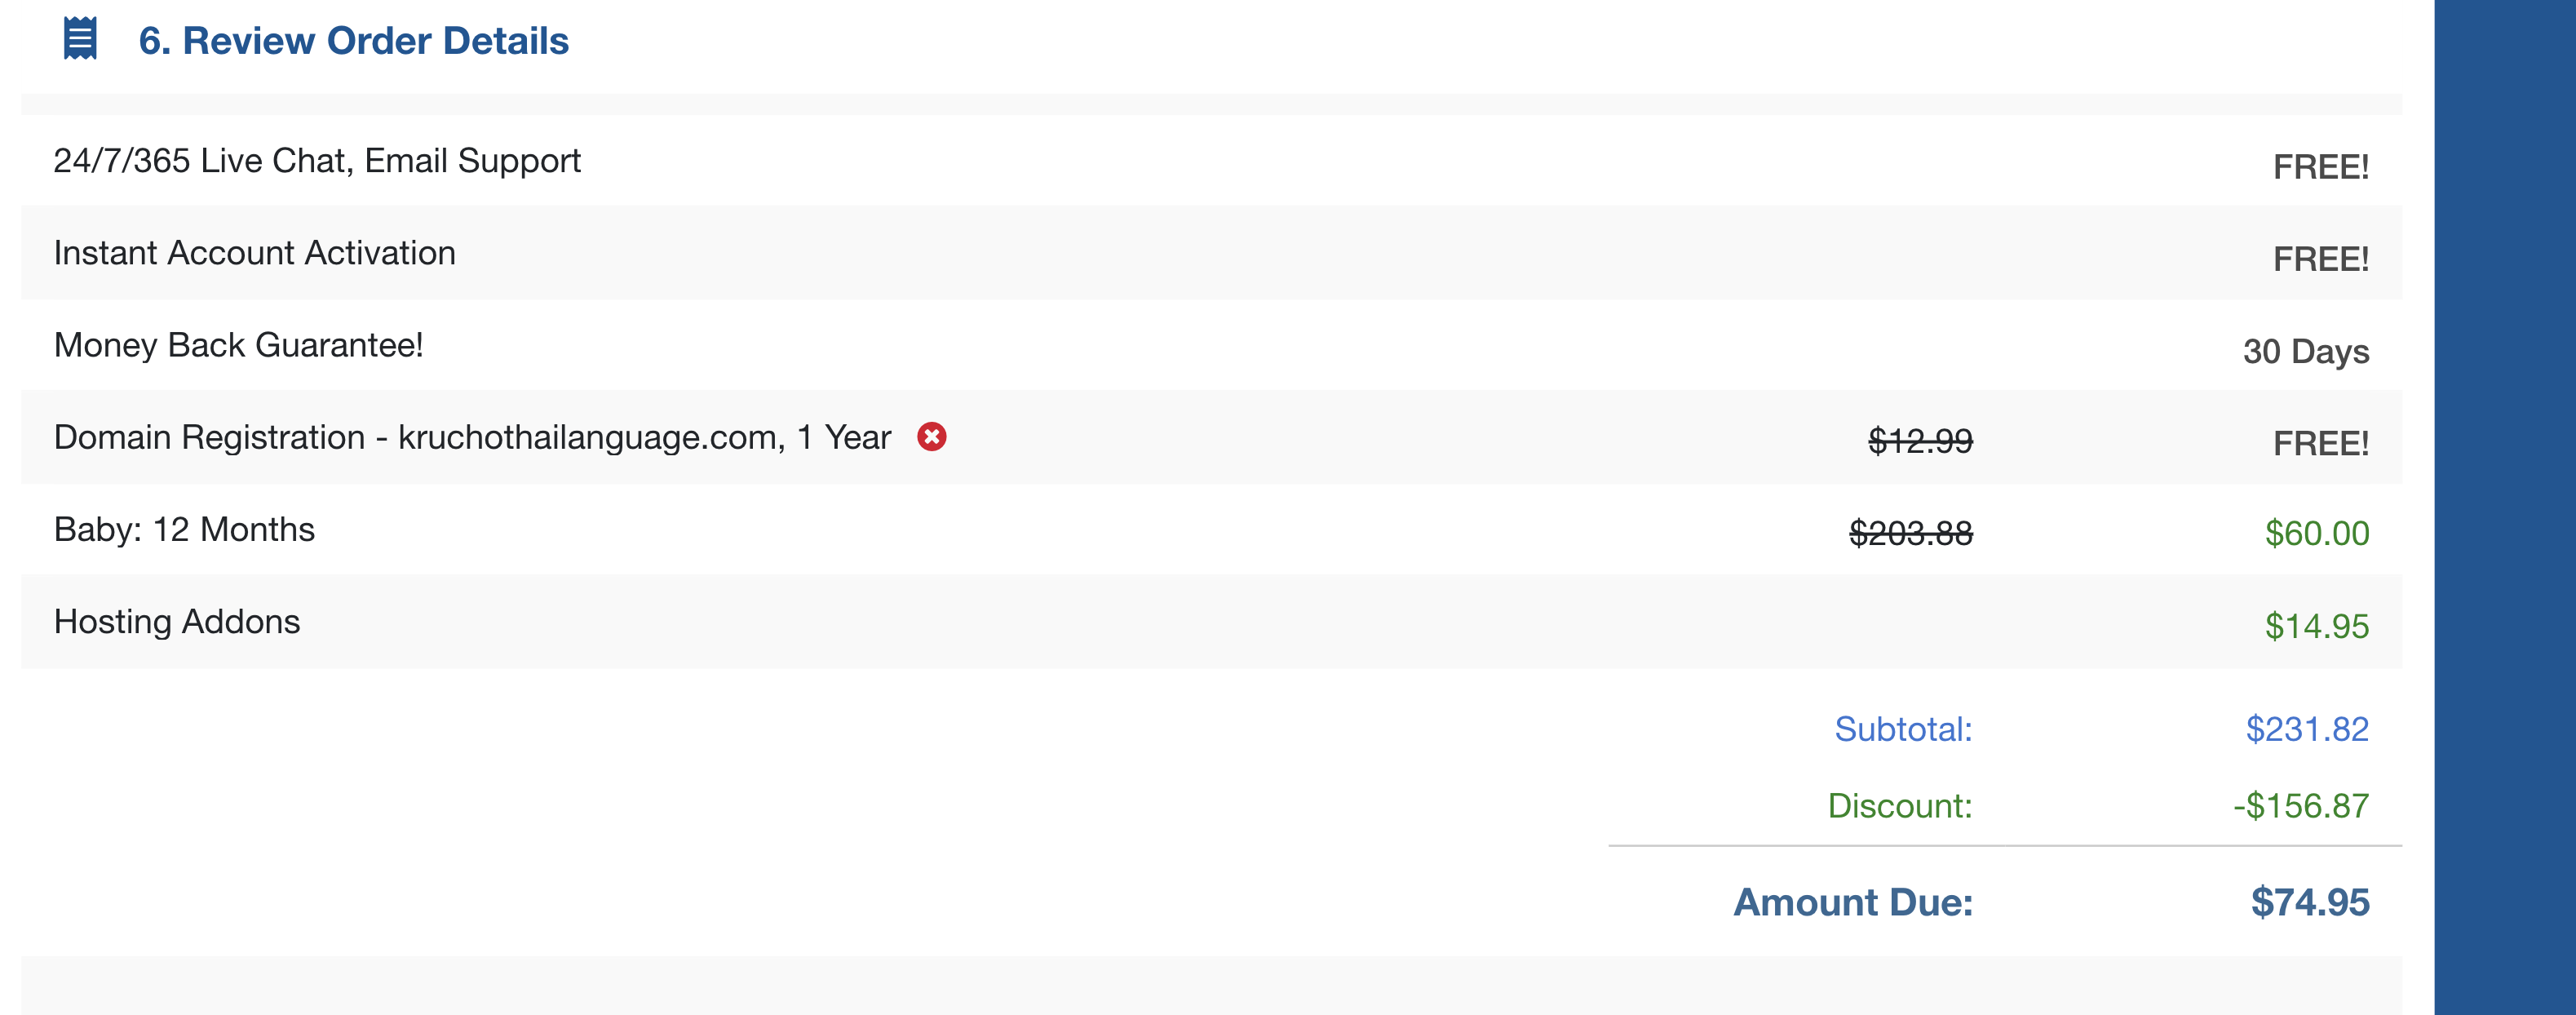 6. Review Order Details
24/7/365 Live Chat, Email Support FREE!
Instant Account Activation FREE!
Money Back Guarantee! 30 Days
Domain Registration - kruchothailanguage.com, 1 Year $12.99 FREE!
Baby: 12 Months $203.88 $60.00
Hosting Addons $14.95
Subtotal: $231.82
Discount: -$156.87
Amount Due: $74.95